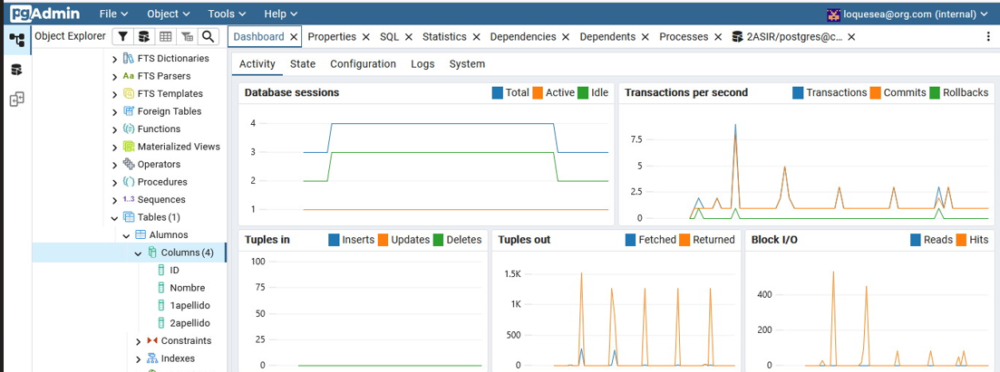 pgAdmin File Object Tools Help loquesea@org.com (internal)
Object Explorer Dashboard Properties SQL Statistics Dependencies Dependents Processes 2ASIR/postgres@c...
FTS Dictionaries
Aa FTS Parsers
FTS Templates
Foreign Tables
Functions
Materialized Views
Operators
Procedures
1..3 Sequences
Tables (1)
Alumnos
Columns (4)
ID
Nombre
1apellido
2apellido
Constraints
Indexes
Activity State Configuration Logs System
Database sessions Total Active Idle
4
3
2
1
Transactions per second Transactions Commits Rollbacks
7.5
5
2.5
0
Tuples in Inserts Updates Deletes
100
75
50
25
0
Tuples out Fetched Returned
1.5K
1K
500
0
Block I/O Reads Hits
400
200
0